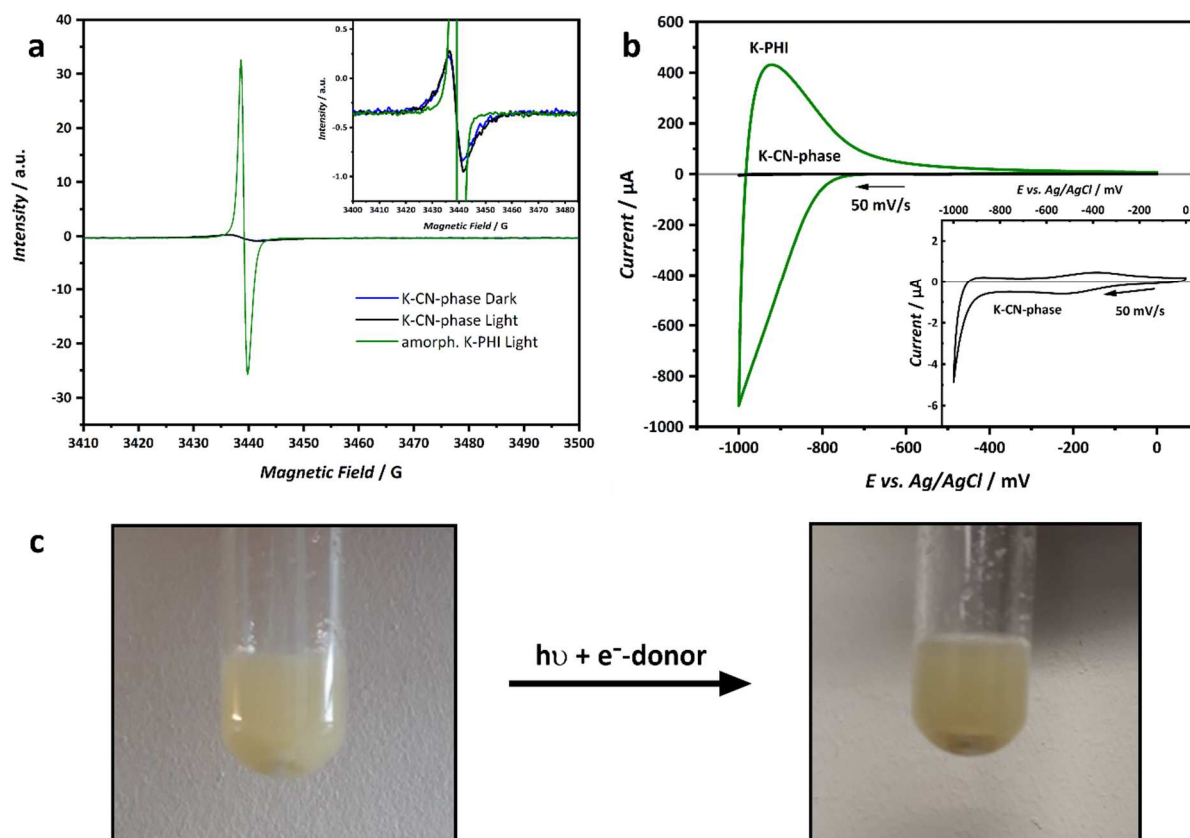 a
40
30
20
10
0
-10
-20
-30
Intensity / a.u.
3410 3420 3430 3440 3450 3460 3470 3480 3490 3500
Magnetic Field / G
0.5
0.0
-0.5
-1.0
Intensity / a.u.
3400 3410 3420 3430 3440 3450 3460 3470 3480
Magnetic Field / G
K-CN-phase Dark
K-CN-phase Light
amorph. K-PHI Light
b
600
400
200
0
-200
-400
-600
-800
-1000
Current / µA
K-PHI
K-CN-phase
50 mV/s
-1000 -800 -600 -400 -200 0
E vs. Ag/AgCl / mV
E vs. Ag/AgCl / mV
-1000 -800 -600 -400 -200 0
2
0
-2
-4
-6
Current / µA
K-CN-phase
50 mV/s
c
hυ + e⁻-donor